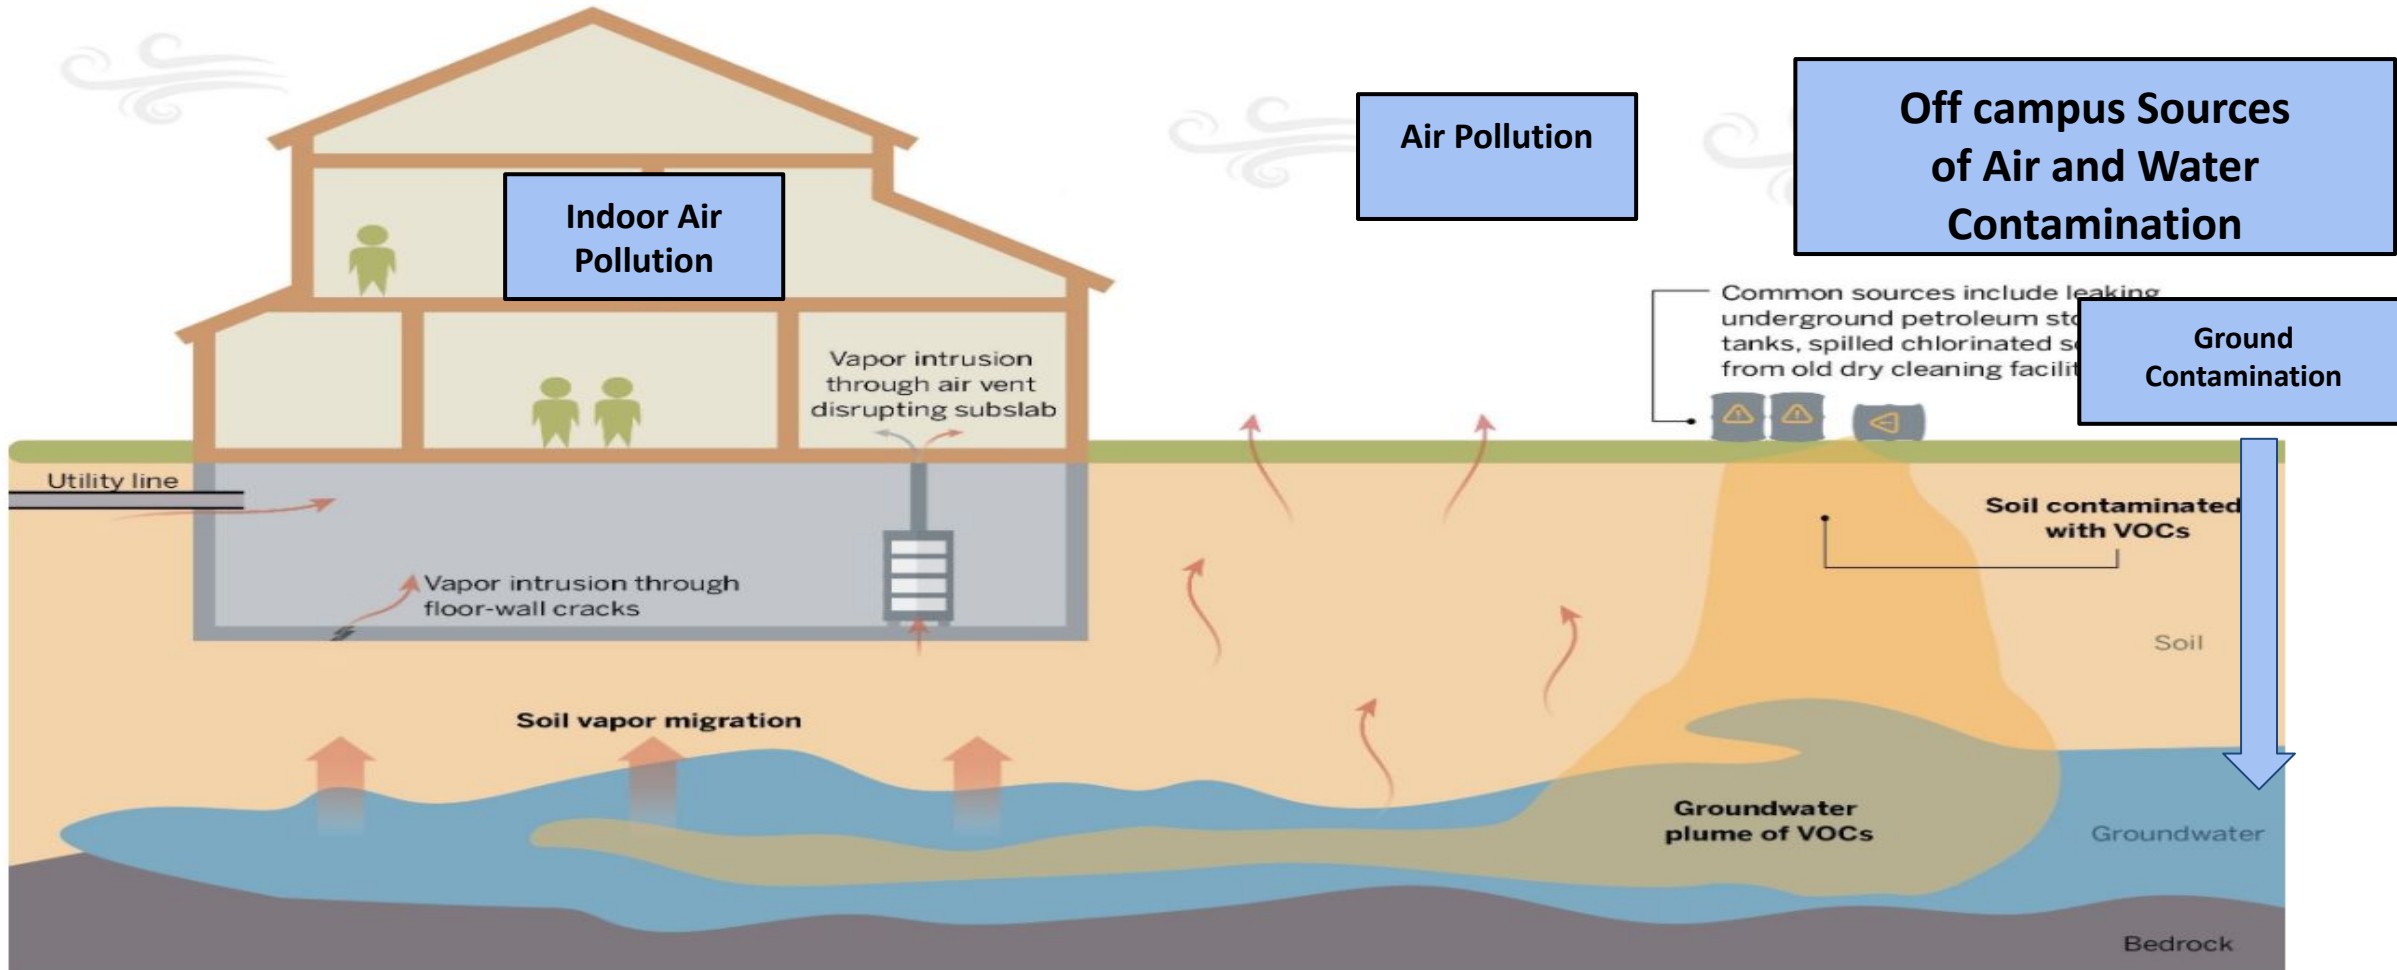 Off campus Sources
of Air and Water
Contamination
Air Pollution
Indoor Air
Pollution
Common sources include leaking
underground petroleum
tanks, spilled chlorinated
from old dry cleaning
Ground
Contamination
Vapor intrusion
through air vent
disrupting subslab
Utility line
Soil contaminated
with VOCs
Vapor intrusion through
floor-wall cracks
Soil
Soil vapor migration
Groundwater
plume of VOCs
Groundwater
Bedrock